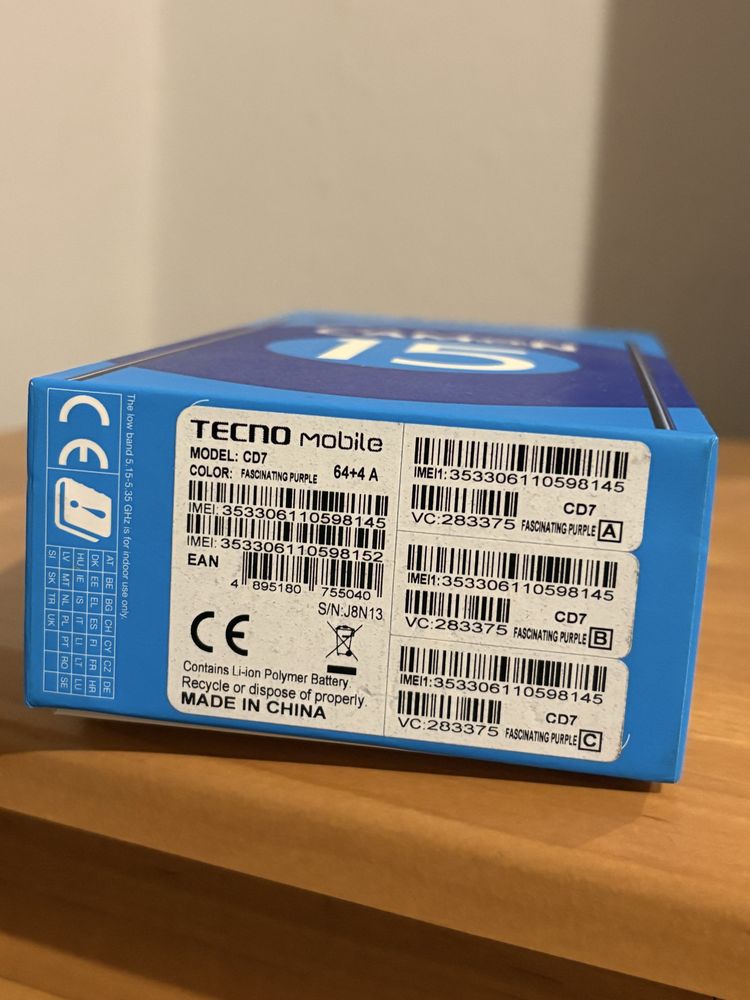 CAMON
15
The low band 5.15-5.35 GHz is for indoor use only.
CE
AT BE BG CH CY CZ DE
DK EE EL ES FI FR HR
HU IE IS IT LI LT LU
LV MT NL PL PT RO SE
SI SK TR UK
TECNO mobile
MODEL: CD7
COLOR: FASCINATING PURPLE 64+4 A
IMEI: 353306110598145
IMEI: 353306110598152
EAN
4 895180 755040
S/N:J8N13
CE
Contains Li-ion Polymer Battery.
Recycle or dispose of properly.
MADE IN CHINA
IMEI1:353306110598145
CD7
VC:283375 FASCINATING PURPLE A
IMEI1:353306110598145
CD7
VC:283375 FASCINATING PURPLE B
IMEI1:353306110598145
CD7
VC:283375 FASCINATING PURPLE C